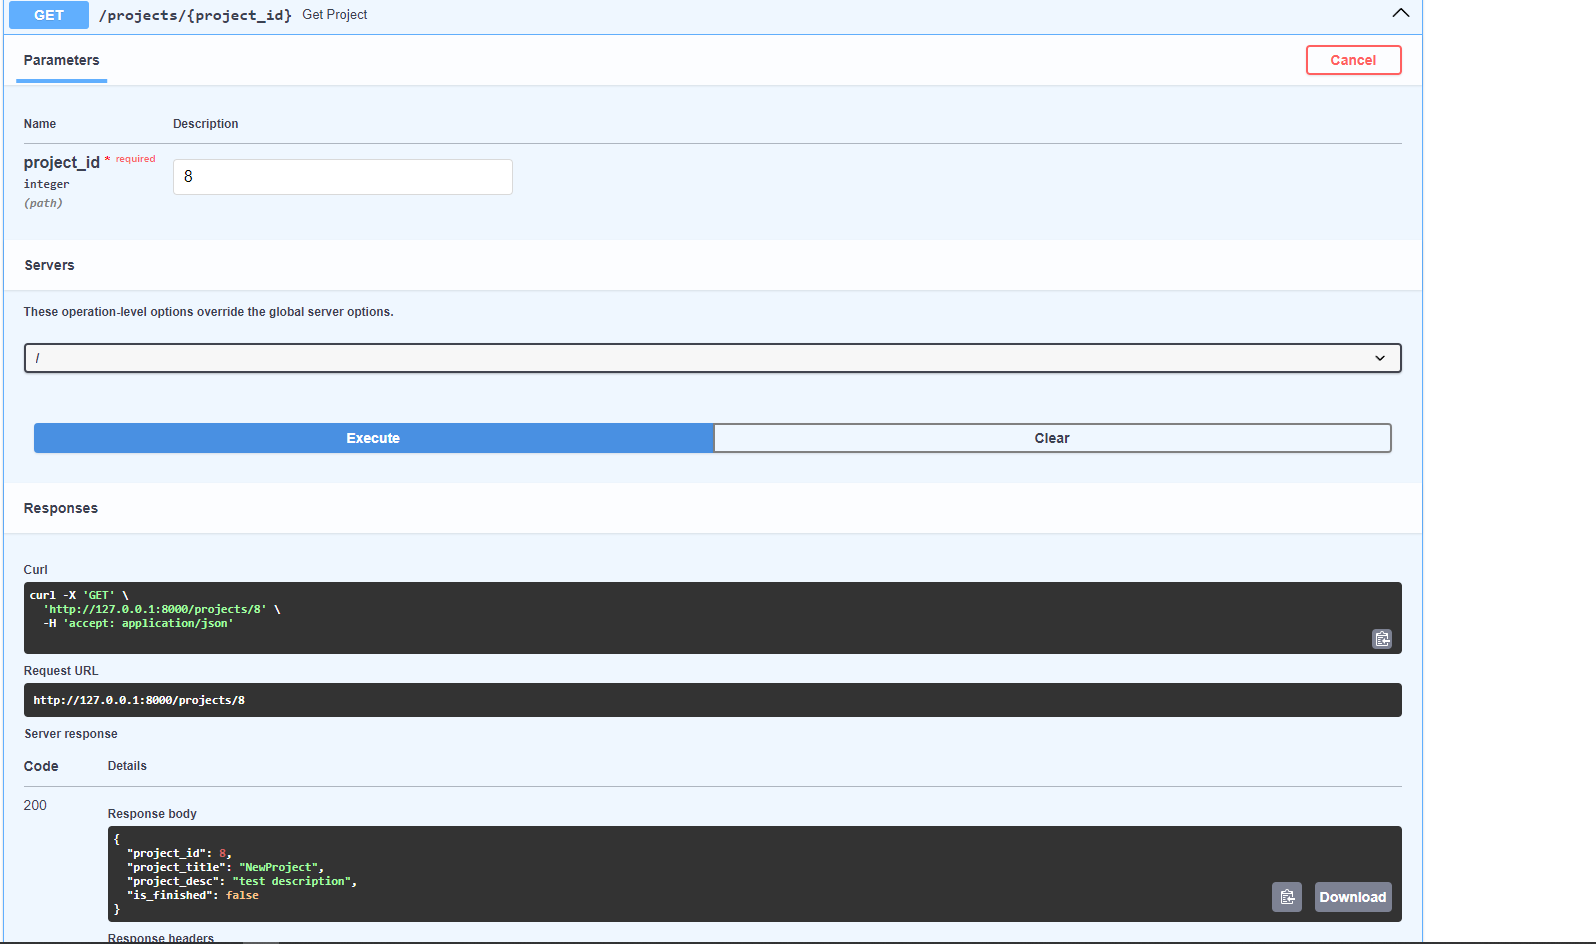 GET /projects/{project_id} Get Project
Parameters
Cancel
Name Description
project_id * required
8
integer
(path)
Servers
These operation-level options override the global server options.
/
Execute Clear
Responses
Curl
curl -X 'GET' \
'http://127.0.0.1:8000/projects/8' \
-H 'accept: application/json'
Request URL
http://127.0.0.1:8000/projects/8
Server response
Code Details
200
Response body
{
"project_id": 8,
"project_title": "NewProject",
"project_desc": "test description",
"is_finished": false
}
Download
Response headers